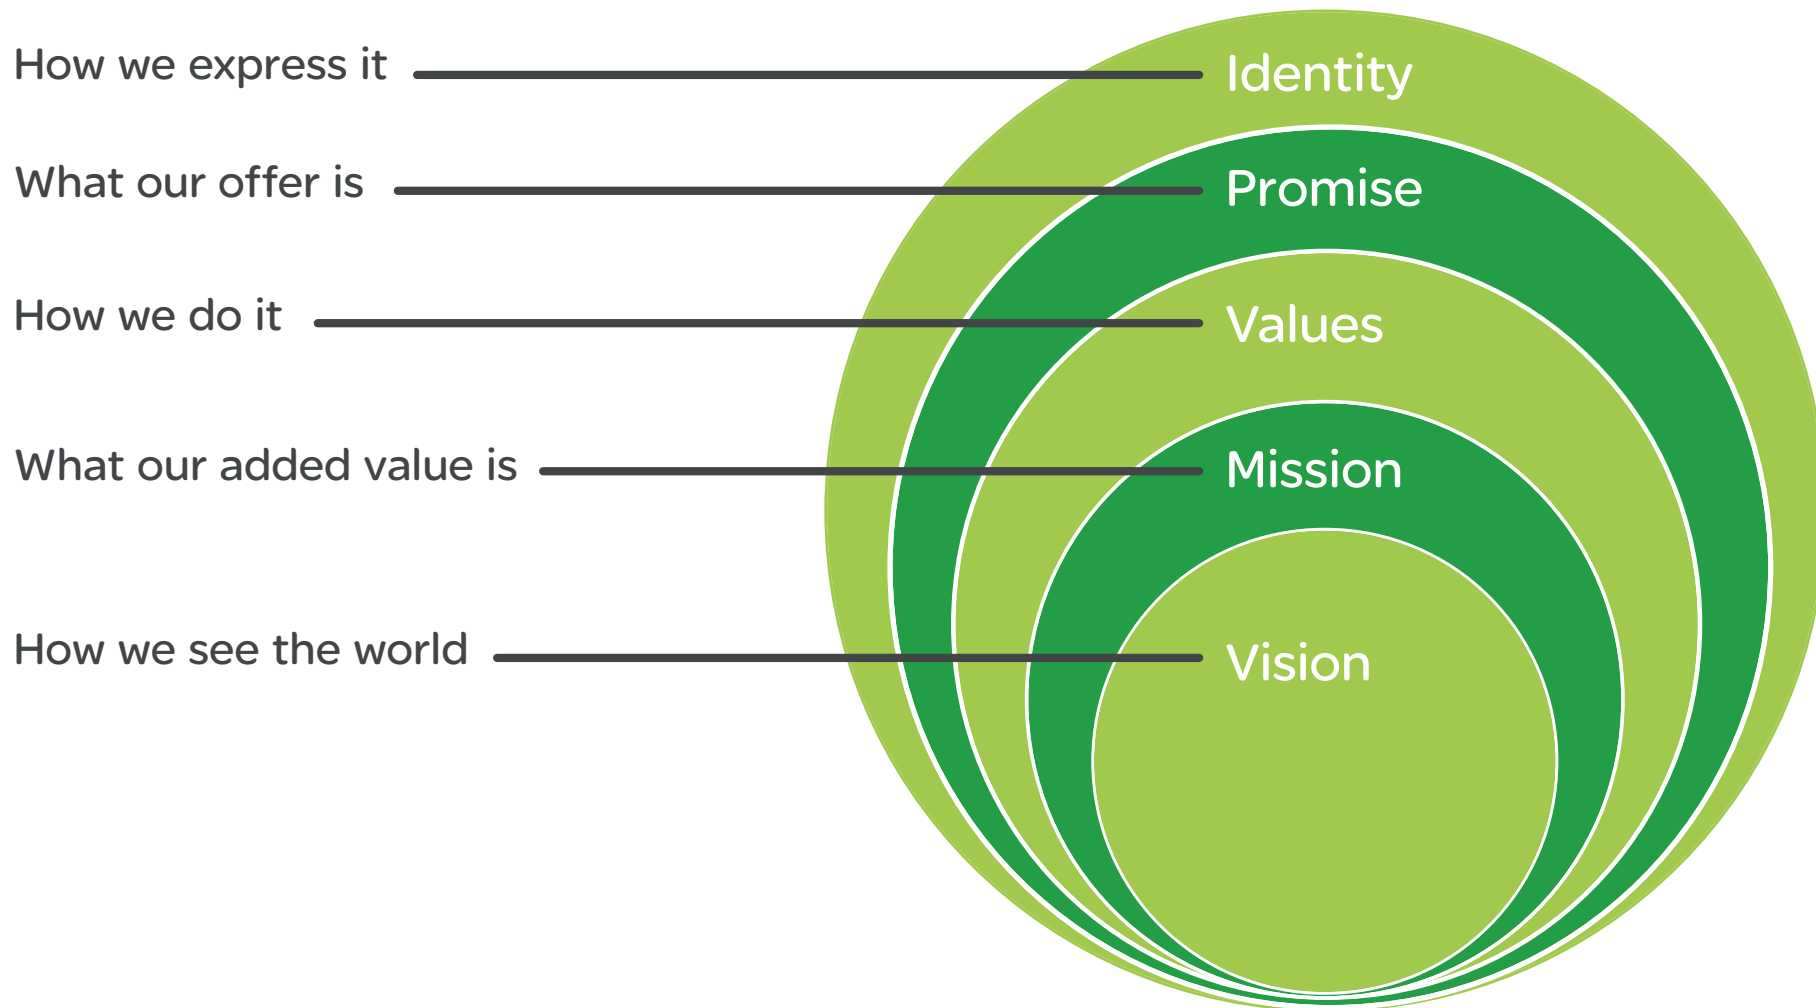 How we express it
Identity
What our offer is
Promise
How we do it
Values
What our added value is
Mission
How we see the world
Vision